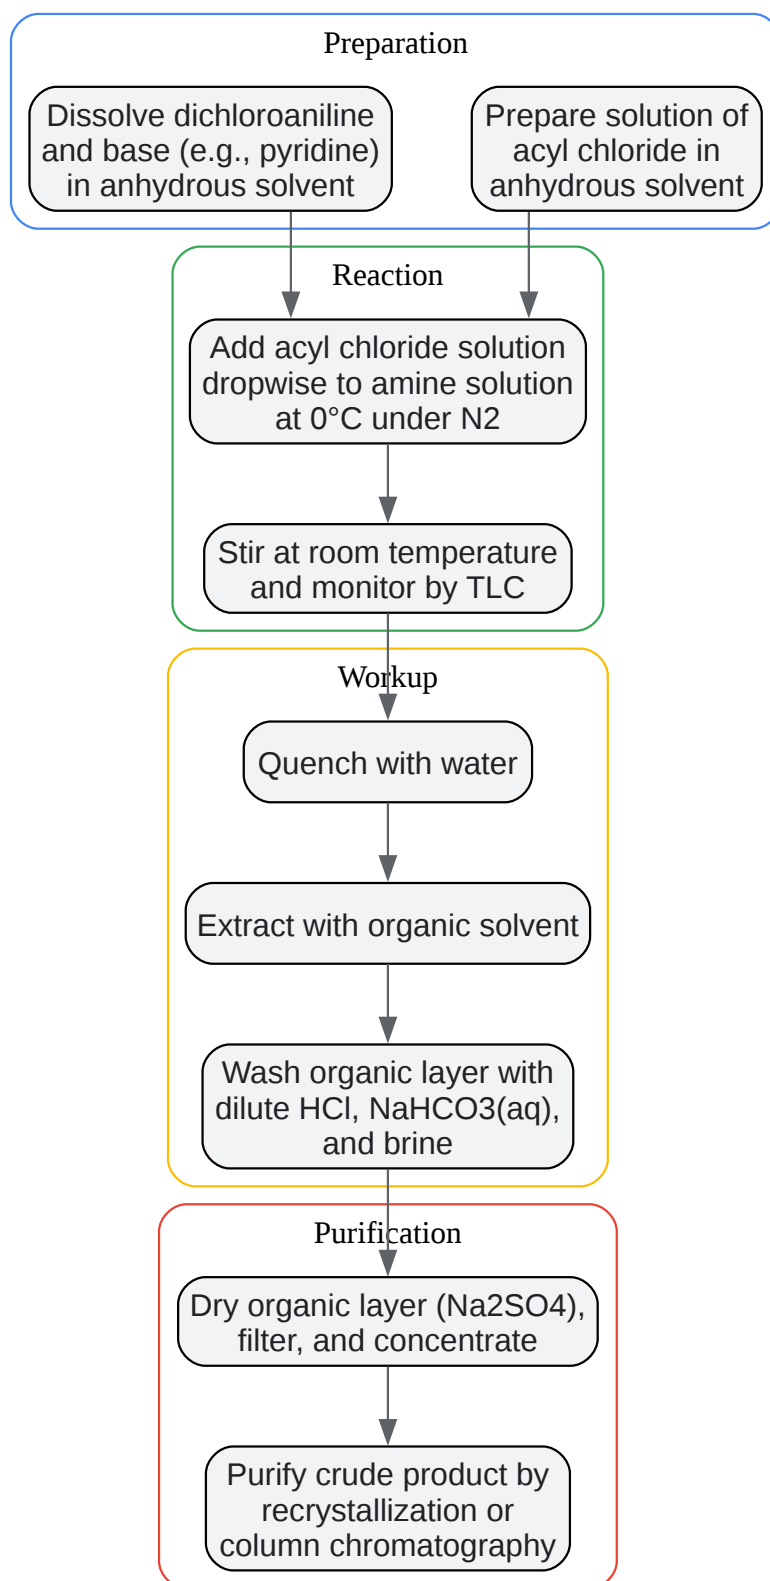 Preparation
Dissolve dichloroaniline
and base (e.g., pyridine)
in anhydrous solvent
Prepare solution of
acyl chloride in
anhydrous solvent
Reaction
Add acyl chloride solution
dropwise to amine solution
at 0°C under N2
Stir at room temperature
and monitor by TLC
Workup
Quench with water
Extract with organic solvent
Wash organic layer with
dilute HCl, NaHCO3(aq),
and brine
Purification
Dry organic layer (Na2SO4),
filter, and concentrate
Purify crude product by
recrystallization or
column chromatography